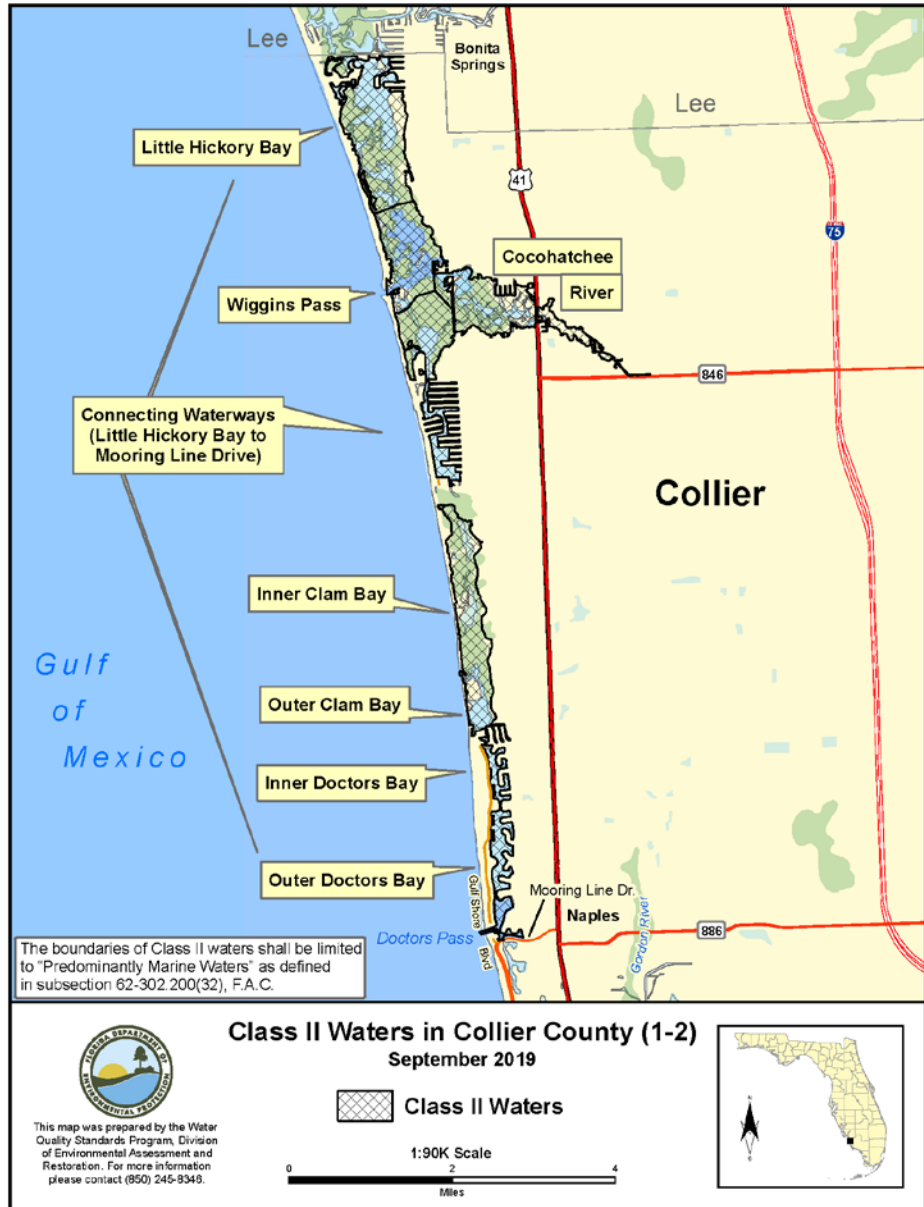 Lee
Bonita
Springs
Lee
Little Hickory Bay
41
75
Cocohatchee
River
Wiggins Pass
846
Connecting Waterways
(Little Hickory Bay to
Mooring Line Drive)
Collier
Inner Clam Bay
Gulf
of
Mexico
Outer Clam Bay
Inner Doctors Bay
Outer Doctors Bay
Gulf Shore
Blvd
Mooring Line Dr.
Naples
Gordon River
Doctors Pass
886
The boundaries of Class II waters shall be limited
to "Predominantly Marine Waters" as defined
in subsection 62-302.200(32), F.A.C.
Class II Waters in Collier County (1-2)
September 2019
FLORIDA DEPARTMENT OF
ENVIRONMENTAL PROTECTION
Class II Waters
This map was prepared by the Water
Quality Standards Program, Division
of Environmental Assessment and
Restoration. For more information
please contact (850) 245-8346.
1:90K Scale
0 2 4
Miles
N